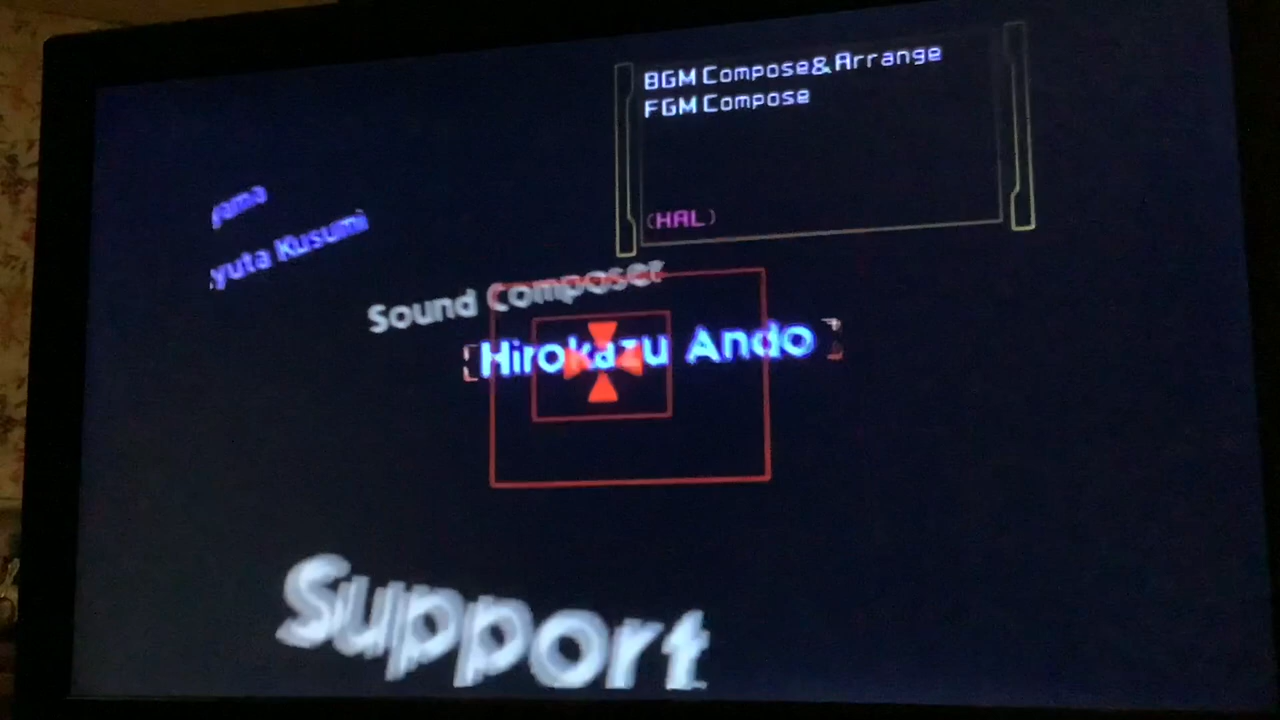 BGM Compose&Arrange
FGM Compose
(HAL)
yama
yuta Kusumi
Sound Composer
Hirokazu Ando
Support